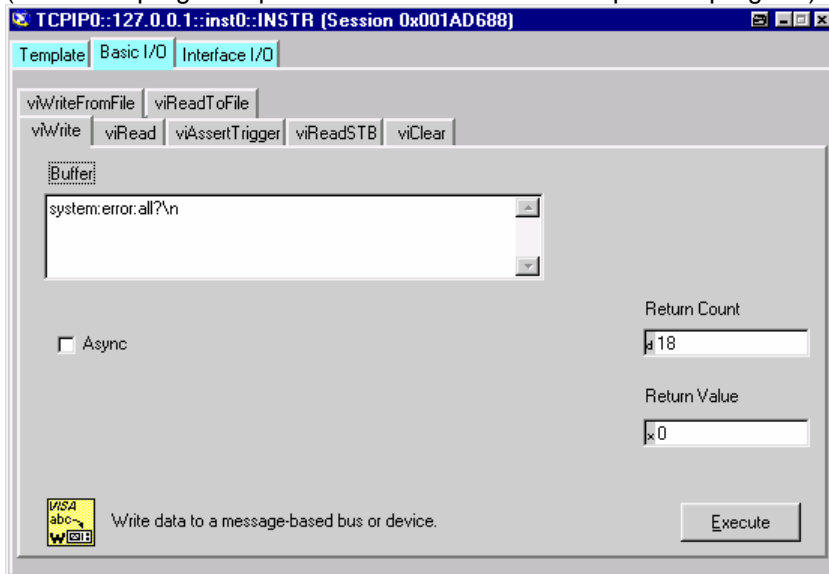 TCPIP0::127.0.0.1::inst0::INSTR (Session 0x001AD688)
Template Basic I/O Interface I/O
viWriteFromFile viReadToFile
viWrite viRead viAssertTrigger viReadSTB viClear
Buffer
system:error:all?\n
Return Count
Async
d 18
Return Value
x 0
VISA
abc
W
Write data to a message-based bus or device.
Execute